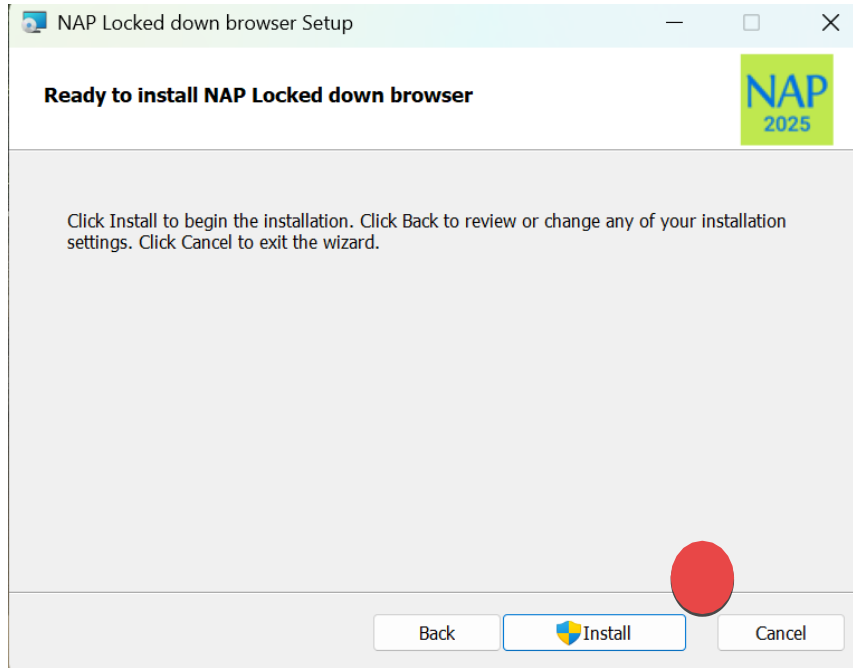 NAP Locked down browser Setup
Ready to install NAP Locked down browser
NAP
2025
Click Install to begin the installation. Click Back to review or change any of your installation
settings. Click Cancel to exit the wizard.
Back
Install
Cancel